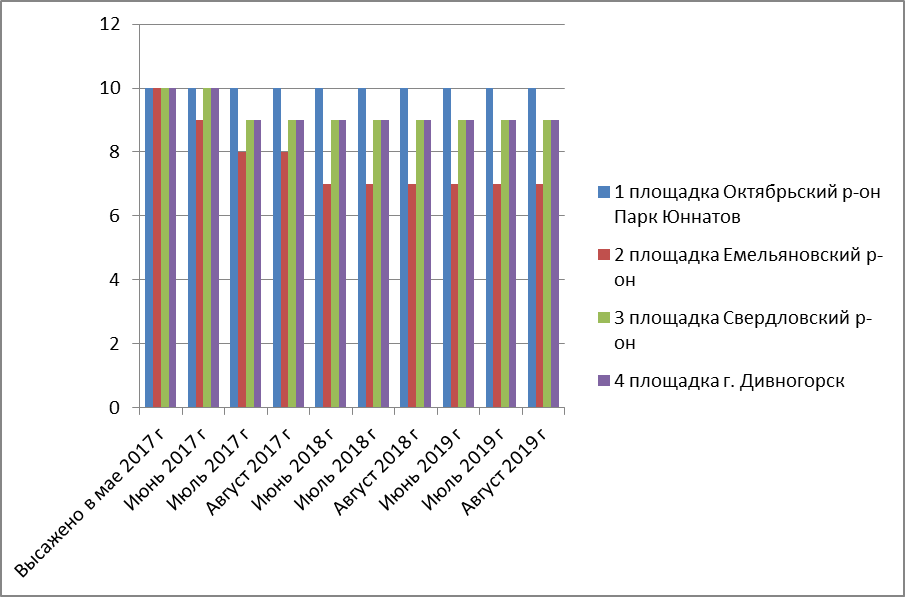 12
10
8
6
4
2
0
Высажено в мае 2017 г
Июнь 2017 г
Июль 2017 г
Август 2017 г
Июнь 2018 г
Июль 2018 г
Август 2018 г
Июнь 2019 г
Июль 2019 г
Август 2019 г
1 площадка Октябрьский р-он
Парк Юннатов
2 площадка Емельяновский р-
он
3 площадка Свердловский р-
он
4 площадка г. Дивногорск